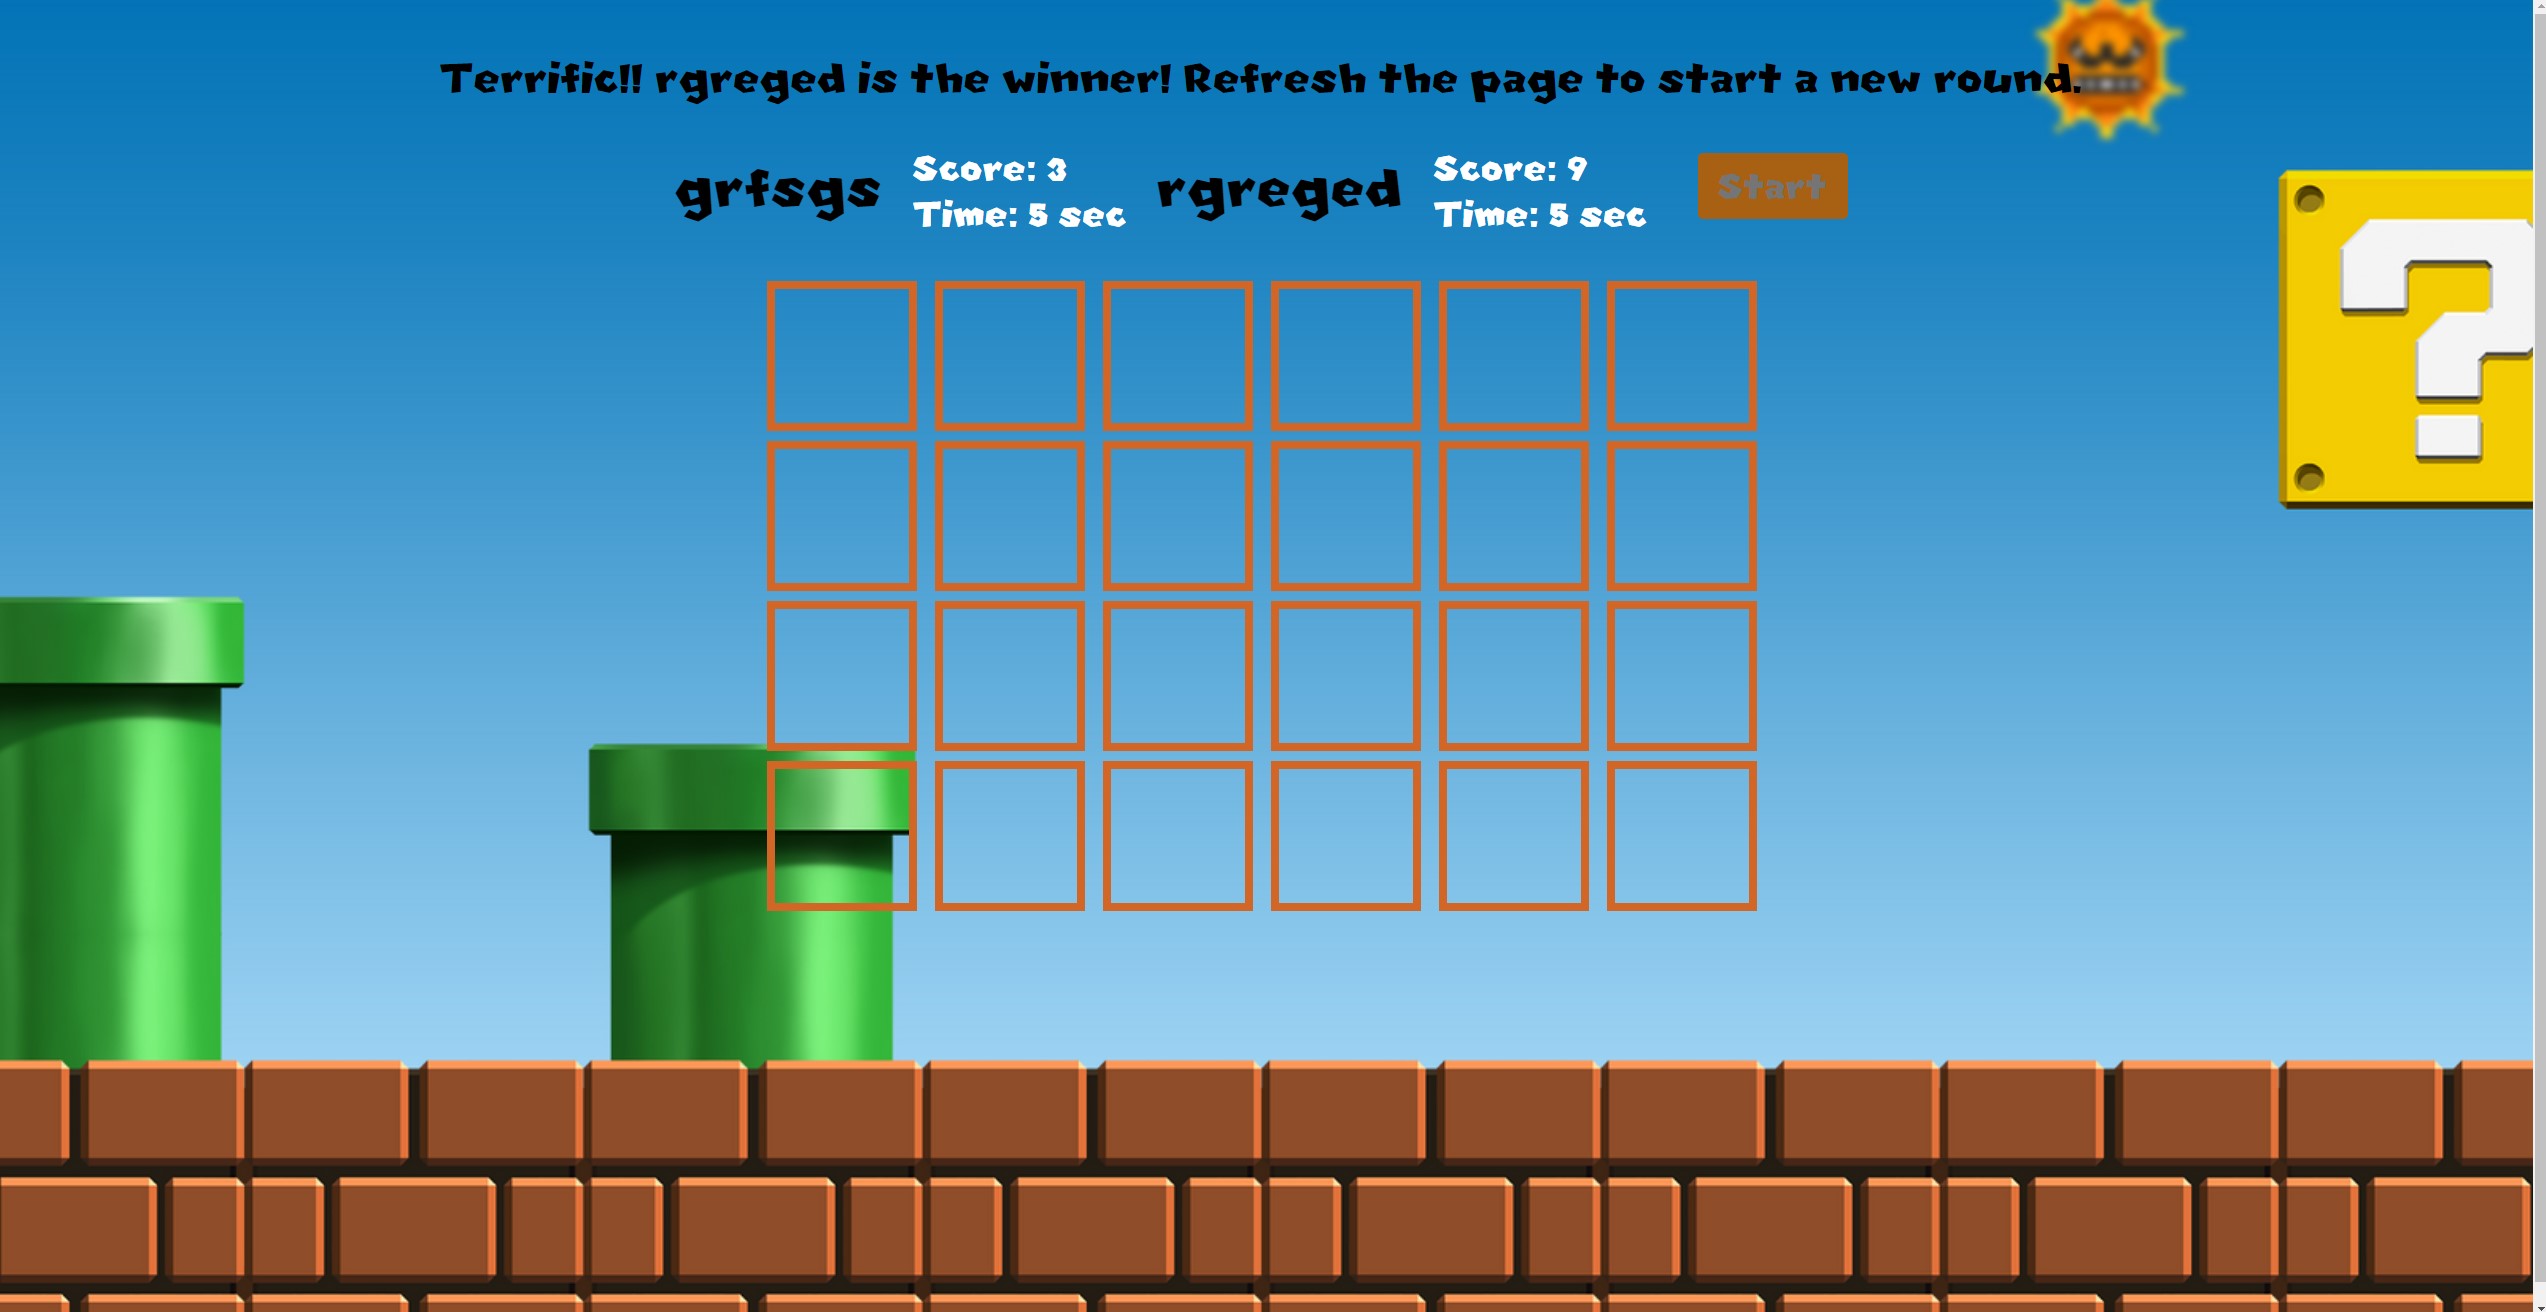 Terrific!! rgreged is the winner! Refresh the page to start a new round.
grfsgs
Score: 3
Time: 5 sec
rgreged
Score: 9
Time: 5 sec
Start
?